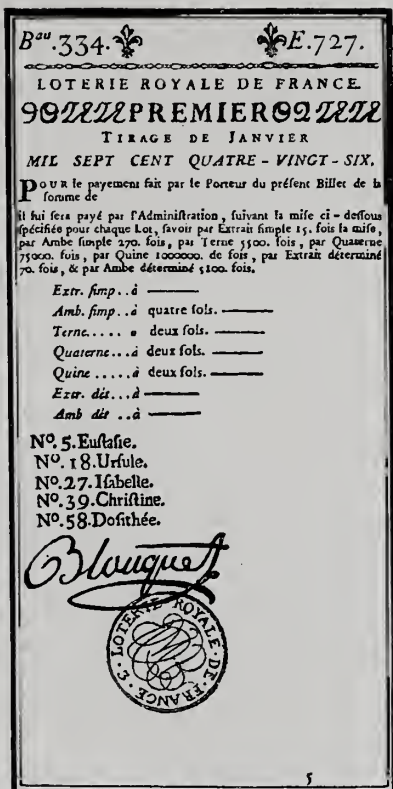 Bau.334. E.727.
LOTERIE ROYALE DE FRANCE.
PREMIER
TIRAGE DE JANVIER
MIL SEPT CENT QUATRE-VINGT-SIX.
POUR le payement fait par le Porteur du préſent Billet de la
ſomme de
il lui ſera payé par l'Adminiſtration, ſuivant la miſe ci-deſſous
ſpécifiée pour chaque Lot, ſavoir par Extrait ſimple 15. fois la miſe,
par Ambe ſimple 270. fois, par Terne 5500. fois, par Quaterne
75000. fois, par Quine 1000000. de fois, par Extrait déterminé
70. fois, & par Ambe déterminé 5100. fois.
Extr. ſimp..à
Amb. ſimp..à quatre ſols.
Terne..... à deux ſols.
Quaterne...à deux ſols.
Quine.....à deux ſols.
Extr. dit...à
Amb dit ..à
No. 5. Euſtaſie.
No. 18. Urſule.
No. 27. Iſabelle.
No. 39. Chriſtine.
No. 58. Doſithée.
Blouquet
LOTERIE ROYALE DE FRANCE
5